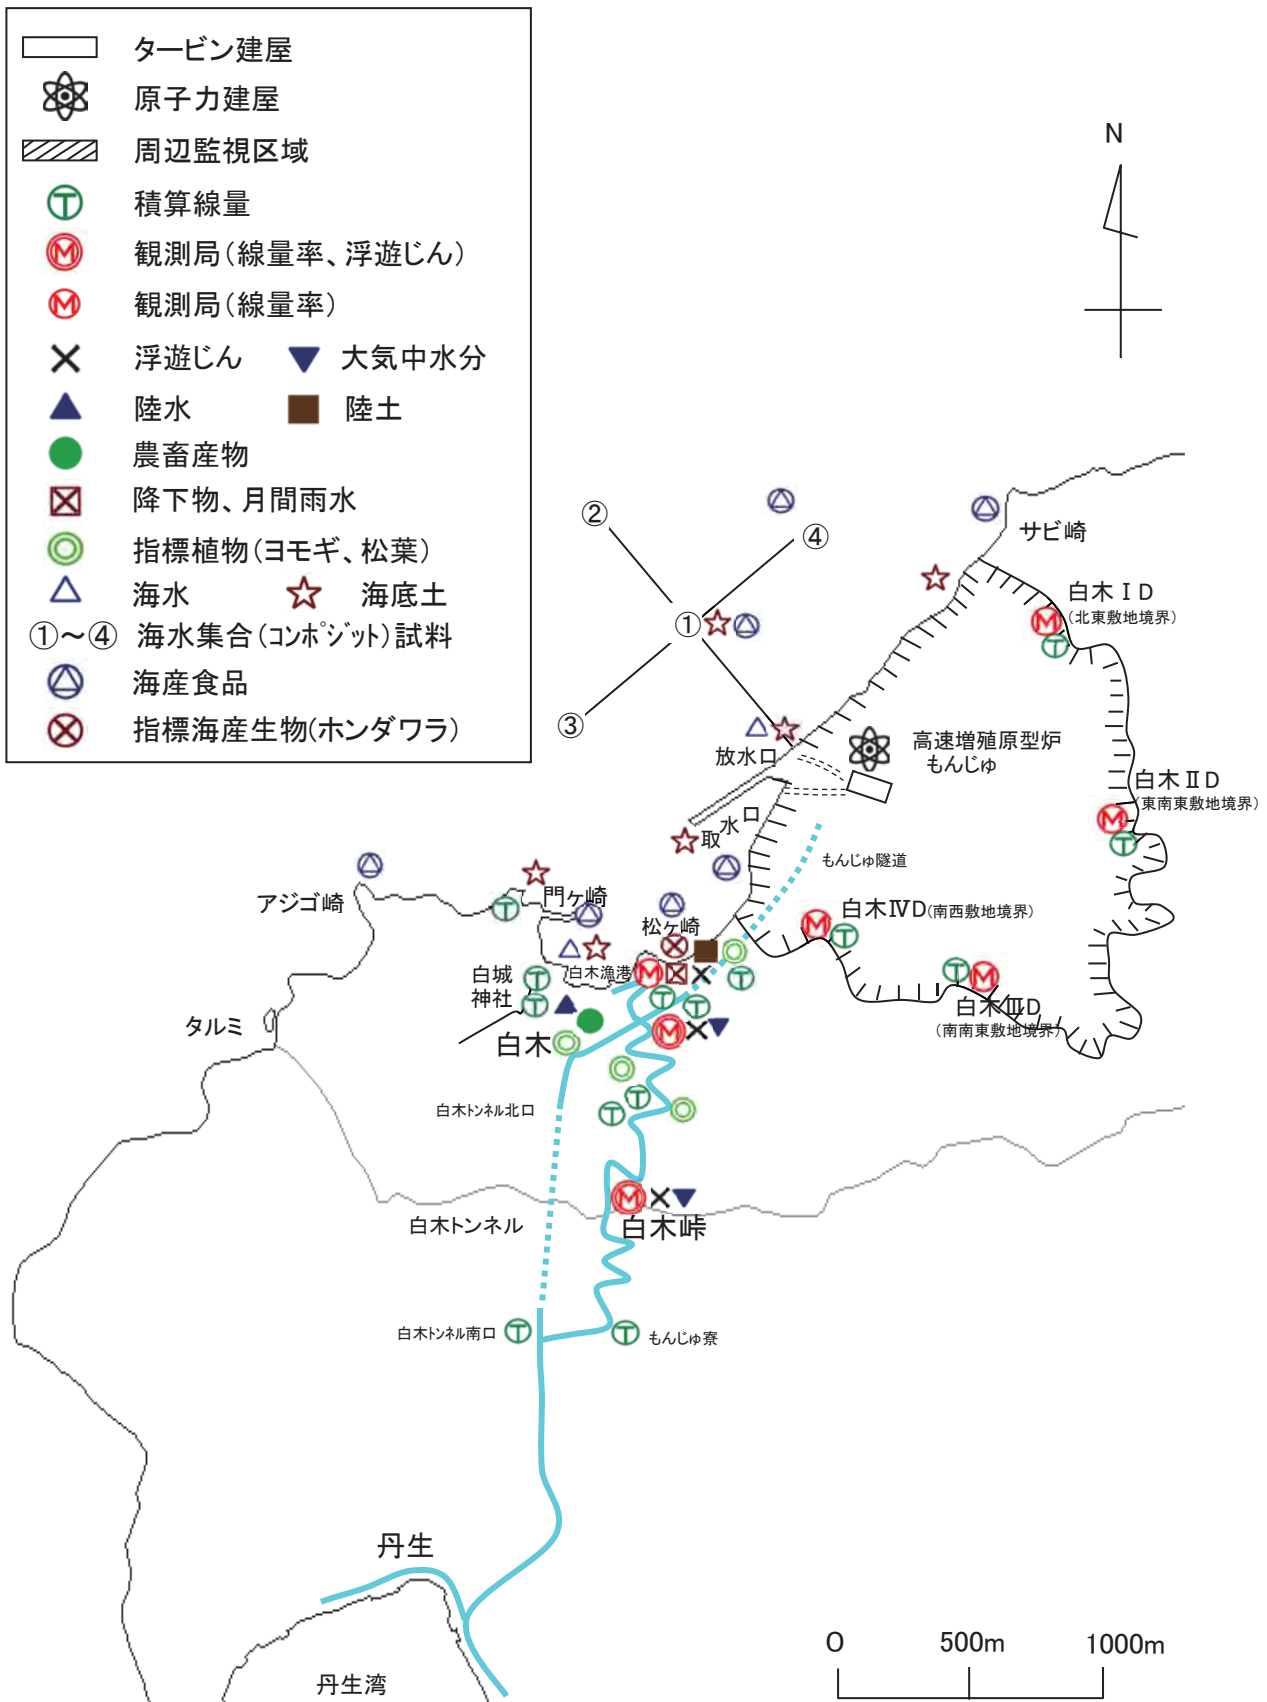 タービン建屋
原子力建屋
周辺監視区域
積算線量
観測局(線量率、浮遊じん)
観測局(線量率)
浮遊じん 大気中水分
陸水 陸土
農畜産物
降下物、月間雨水
指標植物(ヨモギ、松葉)
海水 海底土
①～④ 海水集合(コンポジット)試料
海産食品
指標海産生物(ホンダワラ)
N
②
④
サビ崎
白木ⅠD
(北東敷地境界)
①
③
放水口
高速増殖原型炉
もんじゅ
白木ⅡD
(東南東敷地境界)
取水口
もんじゅ隧道
アジゴ崎
門ヶ崎
松ヶ崎
白木ⅣD(南西敷地境界)
白城
神社
白木漁港
白木ⅢD
(南南東敷地境界)
タルミ
白木
白木トンネル北口
白木トンネル
白木峠
白木トンネル南口
もんじゅ寮
丹生
丹生湾
0 500m 1000m